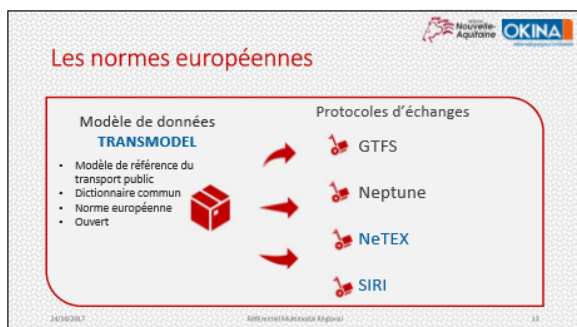 Nouvelle-
Aquitaine
OKINA
Les normes européennes
Modèle de données
TRANSMODEL
• Modèle de référence du
transport public
• Dictionnaire commun
• Norme européenne
• Ouvert
Protocoles d'échanges
GTFS
Neptune
NeTEX
SIRI
24/10/2017
Référentiel Multimodal Régional
13